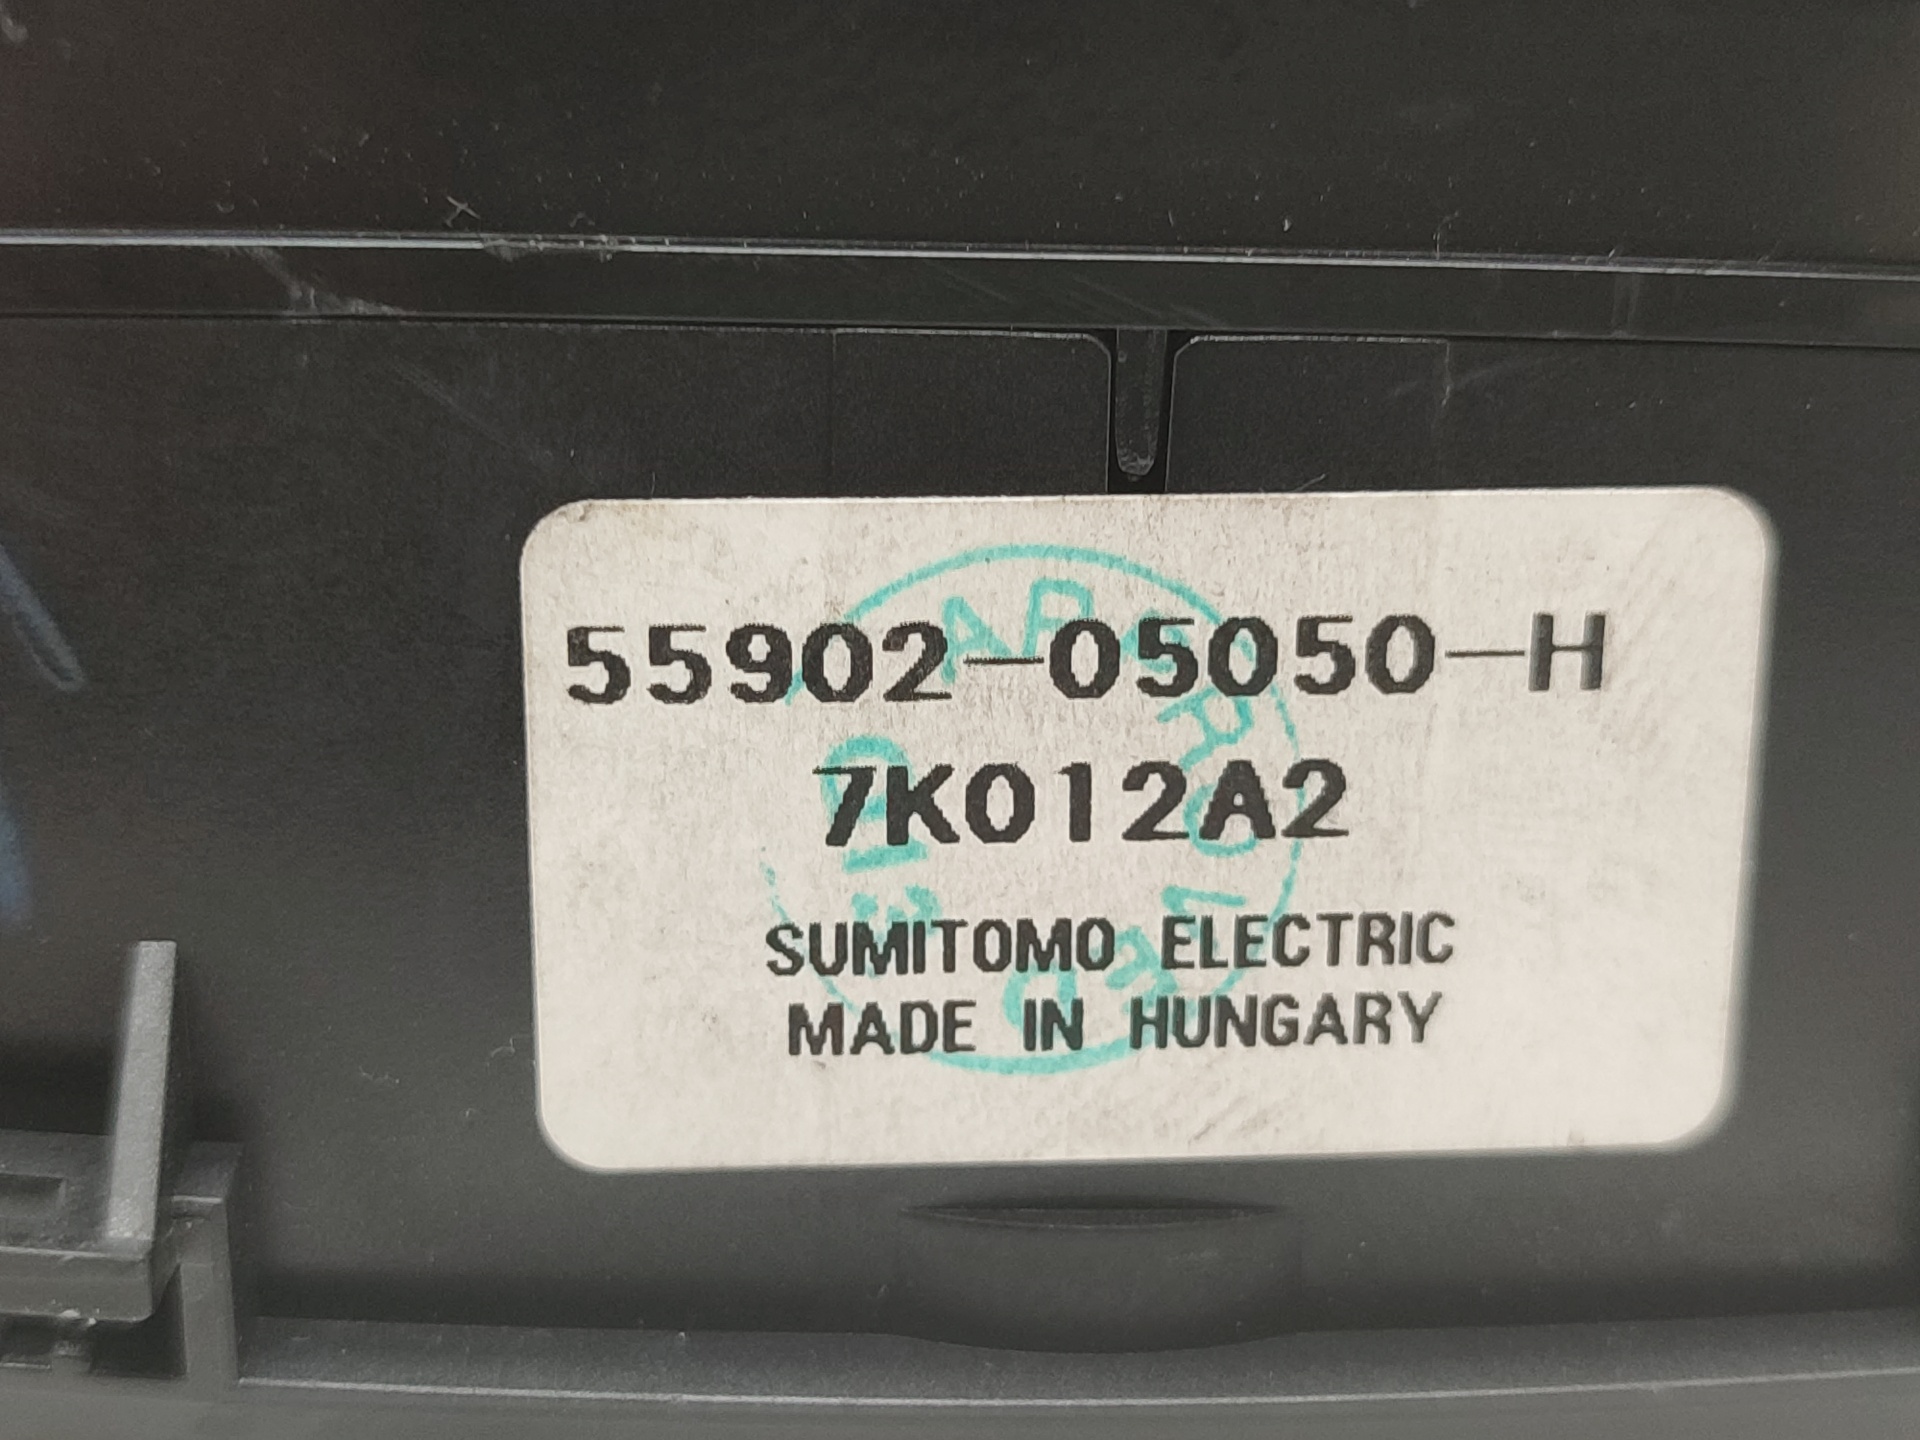 55902-05050-H
7K012A2
SUMITOMO ELECTRIC
MADE IN HUNGARY